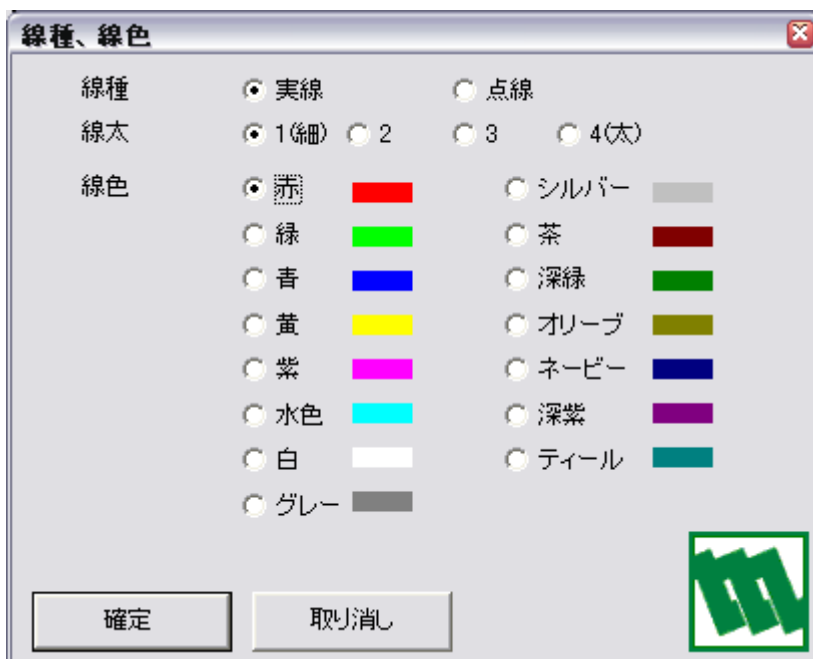 線種、線色
線種 実線 点線
線太 1(細) 2 3 4(太)
線色 赤 シルバー
緑 茶
青 深緑
黄 オリーブ
紫 ネービー
水色 深紫
白 ティール
グレー
確定 取り消し